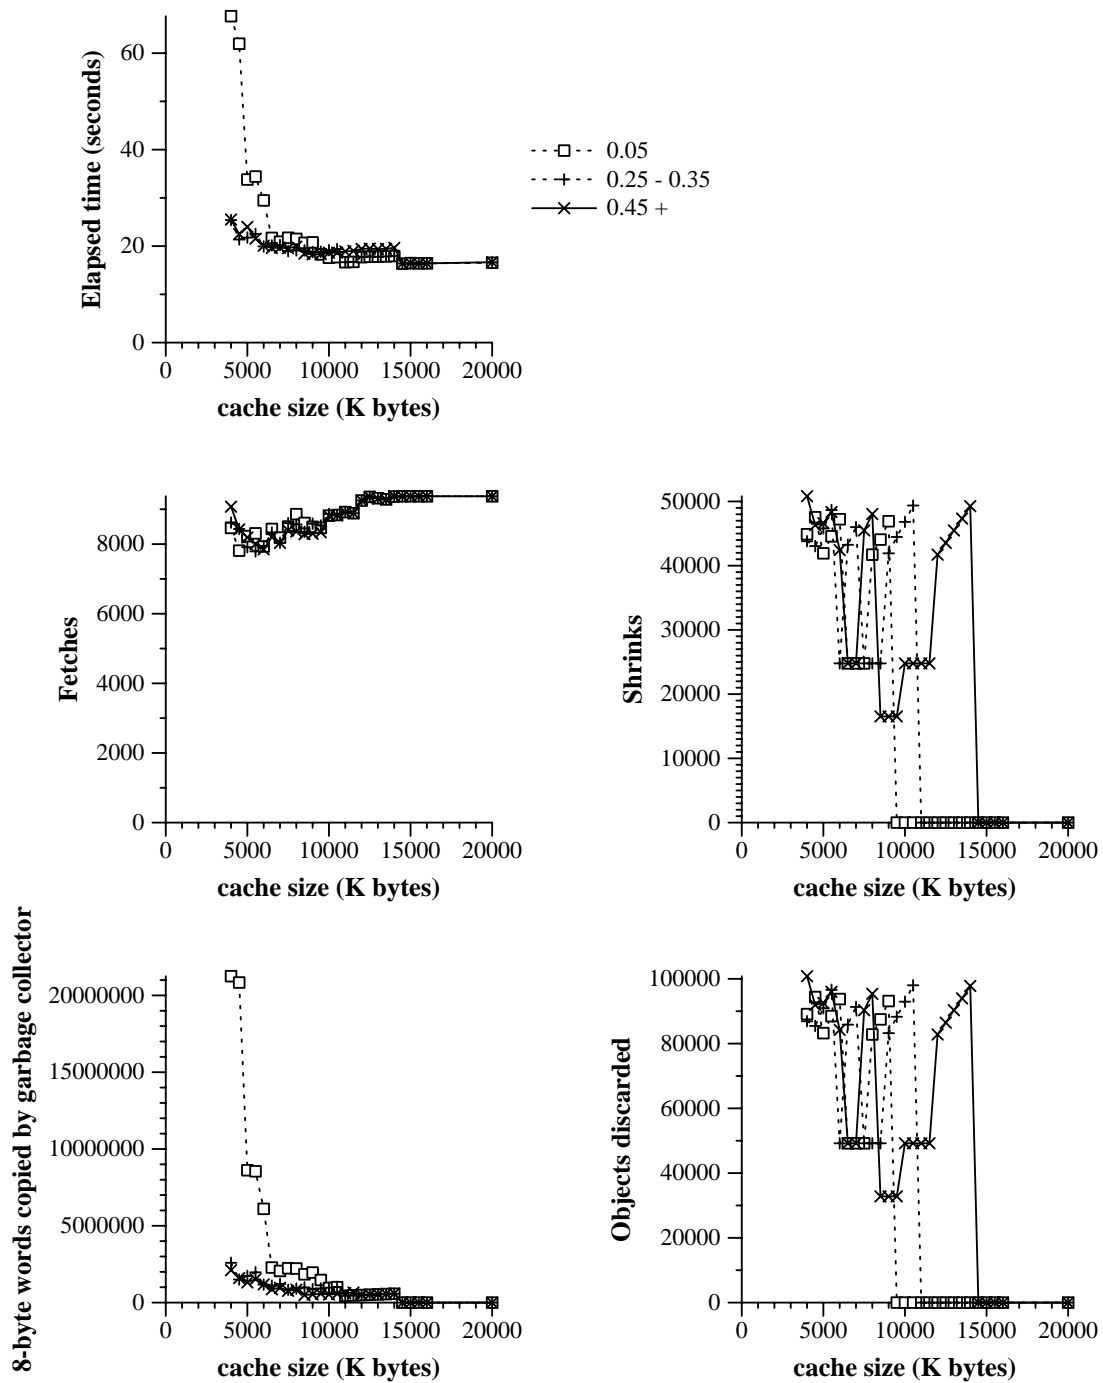 60
40
20
0
0 5000 10000 15000 20000
Elapsed time (seconds)
cache size (K bytes)
0.05
0.25 - 0.35
0.45 +
8000
6000
4000
2000
0
0 5000 10000 15000 20000
Fetches
cache size (K bytes)
50000
40000
30000
20000
10000
0
0 5000 10000 15000 20000
Shrinks
cache size (K bytes)
20000000
15000000
10000000
5000000
0
0 5000 10000 15000 20000
8-byte words copied by garbage collector
cache size (K bytes)
100000
80000
60000
40000
20000
0
0 5000 10000 15000 20000
Objects discarded
cache size (K bytes)